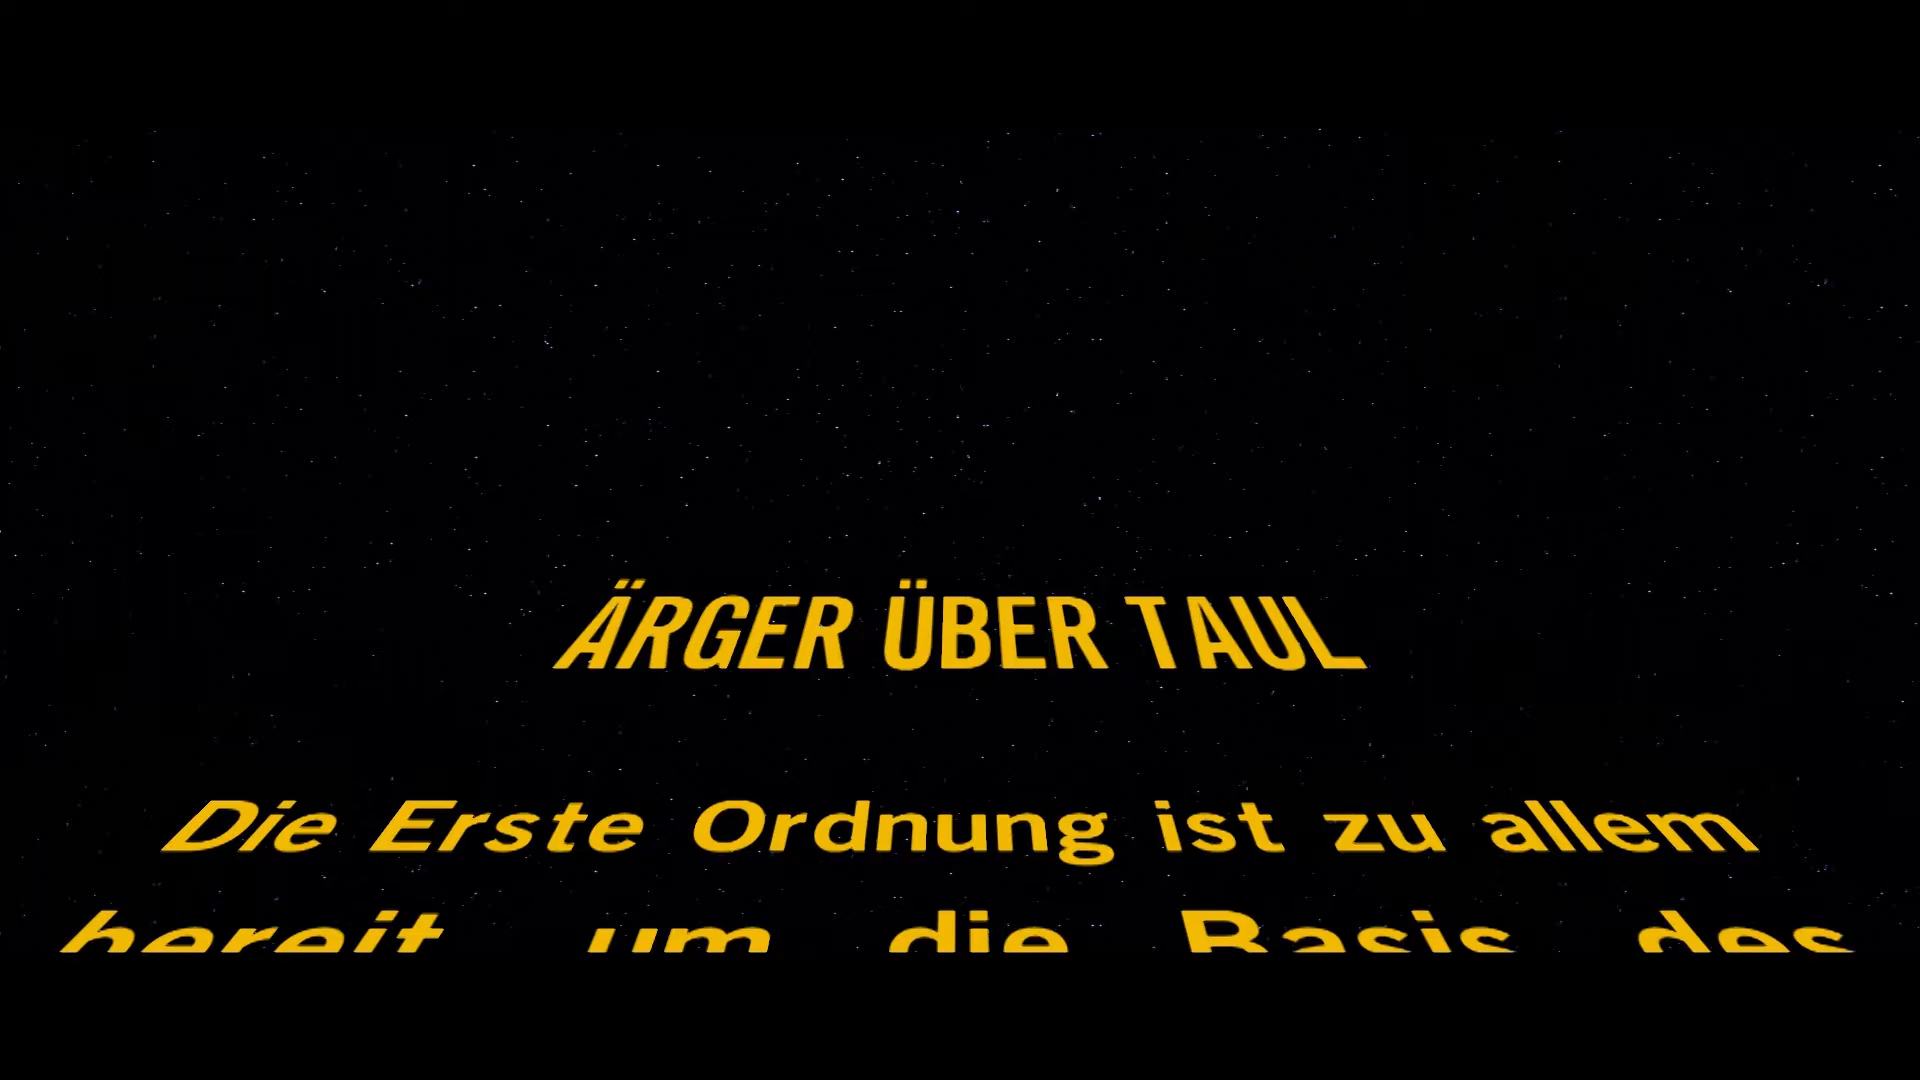 ÄRGER ÜBER TAUL
Die Erste Ordnung ist zu allem
bereit um die Basis des